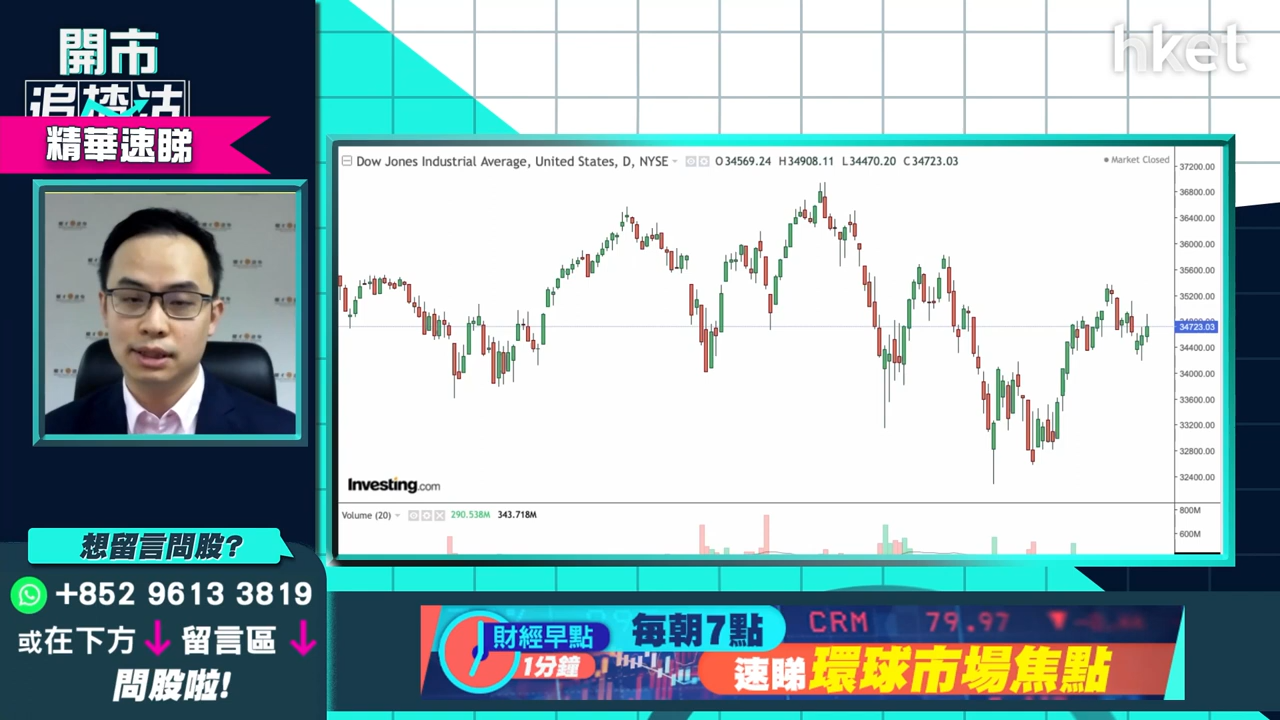 hket
開市
追揸沽
精華速睇
Dow Jones Industrial Average, United States, D, NYSE O34569.24 H34908.11 L34470.20 C34723.03
Market Closed
37200.00
36800.00
36400.00
36000.00
35600.00
35200.00
34723.03
34400.00
34000.00
33600.00
33200.00
32800.00
32400.00
Investing.com
Volume (20) 290.538M 343.718M
800M
600M
想留言問股?
+852 9613 3819
或在下方 留言區
問股啦!
財經早點
1分鐘
每朝7點
速睇環球市場焦點
CRM 79.97